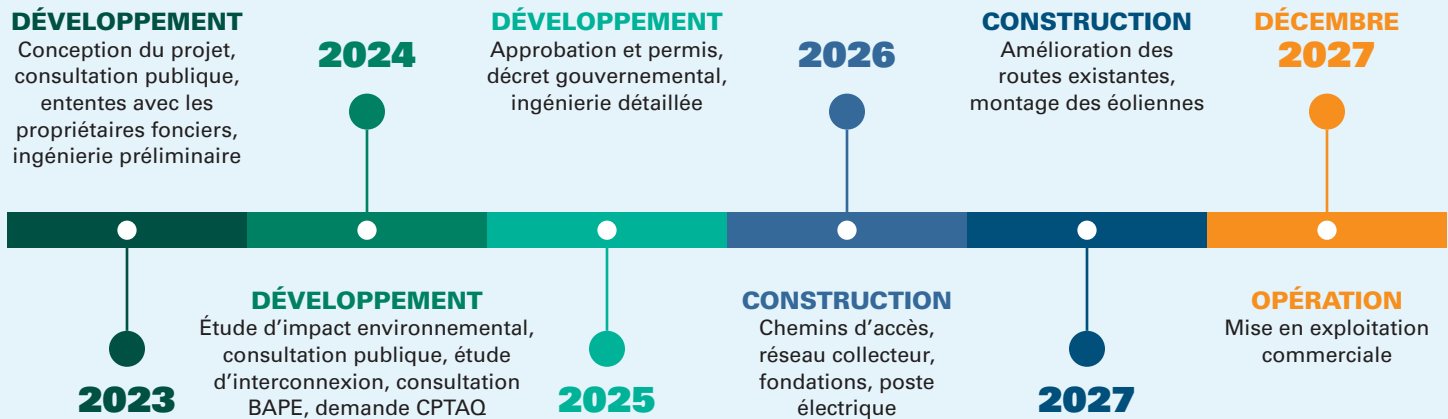 DÉVELOPPEMENT
Conception du projet,
consultation publique,
ententes avec les
propriétaires fonciers,
ingénierie préliminaire
2023
2024
DÉVELOPPEMENT
Étude d'impact environnemental,
consultation publique, étude
d'interconnexion, consultation
BAPE, demande CPTAQ
DÉVELOPPEMENT
Approbation et permis,
décret gouvernemental,
ingénierie détaillée
2025
2026
CONSTRUCTION
Chemins d'accès,
réseau collecteur,
fondations, poste
électrique
CONSTRUCTION
Amélioration des
routes existantes,
montage des éoliennes
2027
DÉCEMBRE
2027
OPÉRATION
Mise en exploitation
commerciale